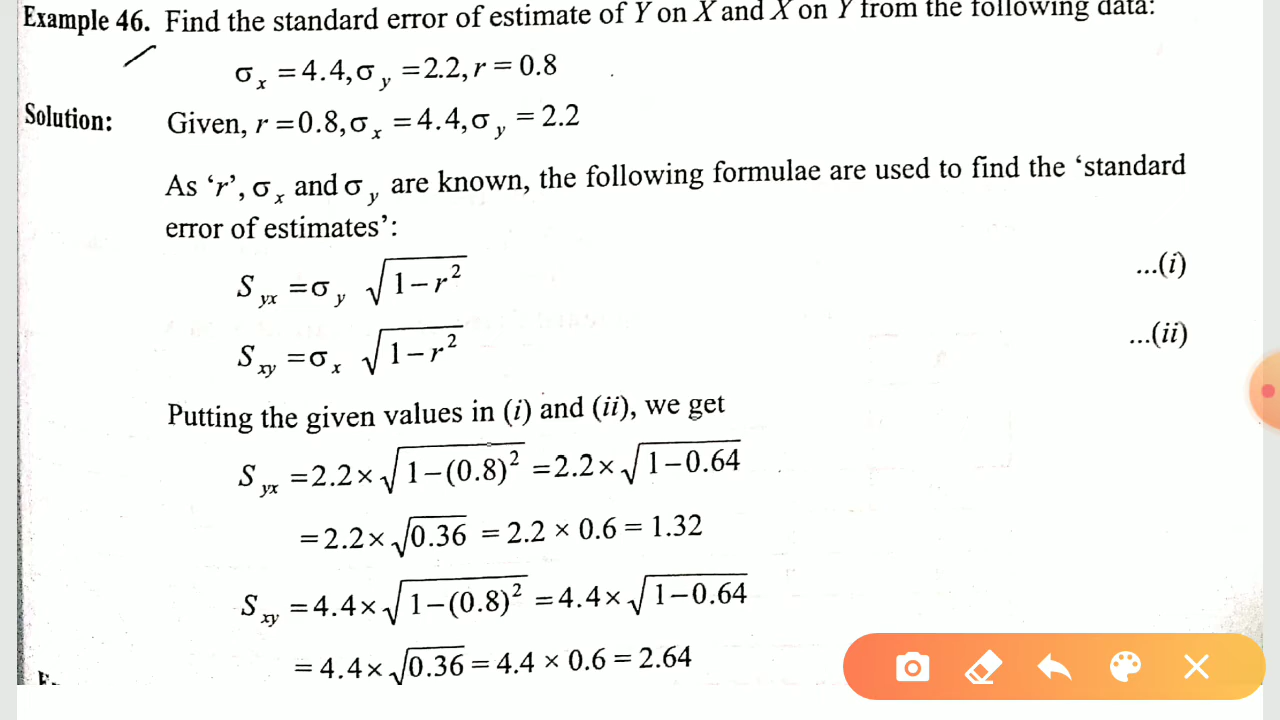 Example 46. Find the standard error of estimate of Y on X and X on Y from the following data:
σx = 4.4, σy = 2.2, r = 0.8
Solution: Given, r = 0.8, σx = 4.4, σy = 2.2
As ‘r’, σx and σy are known, the following formulae are used to find the ‘standard
error of estimates’:
Syx = σy √(1−r²) ...(i)
Sxy = σx √(1−r²) ...(ii)
Putting the given values in (i) and (ii), we get
Syx = 2.2 × √(1−(0.8)²) = 2.2 × √(1−0.64)
= 2.2 × √0.36 = 2.2 × 0.6 = 1.32
Sxy = 4.4 × √(1−(0.8)²) = 4.4 × √(1−0.64)
= 4.4 × √0.36 = 4.4 × 0.6 = 2.64